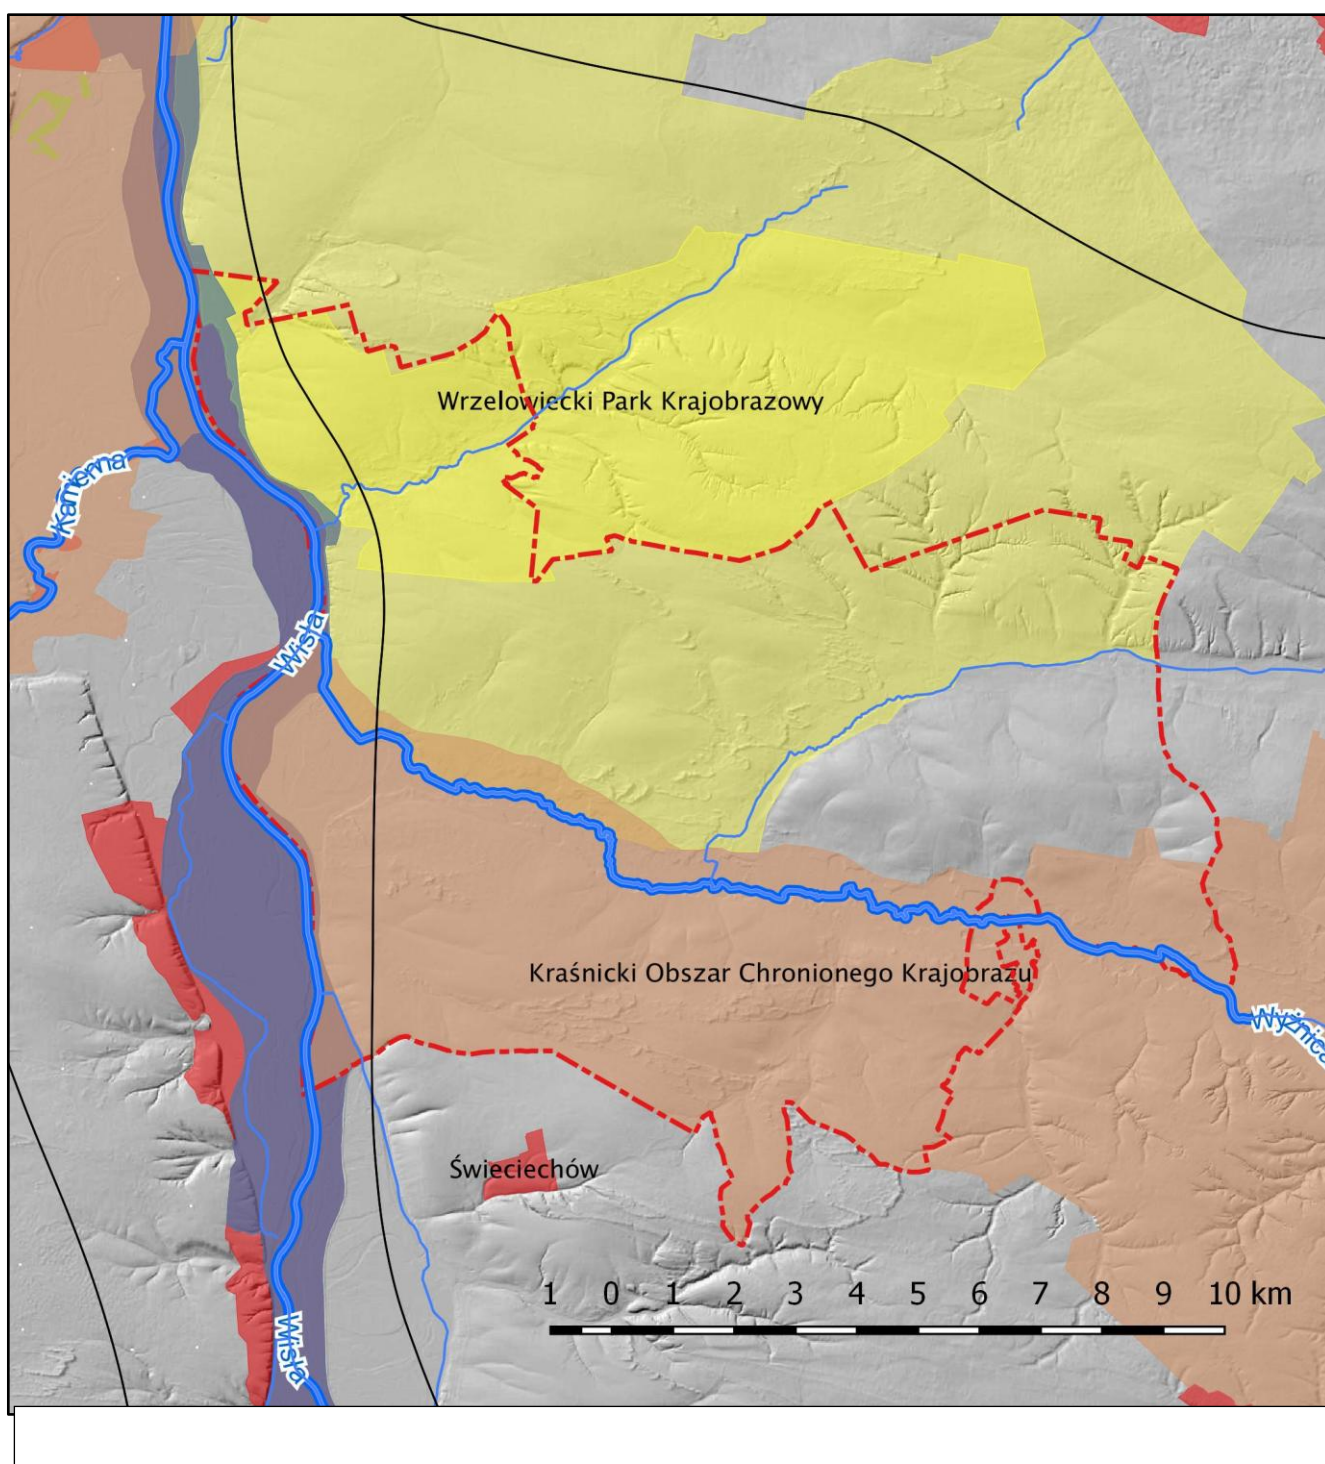 Wrzelowiecki Park Krajobrazowy
Kamienna
Wisła
Kraśnicki Obszar Chronionego Krajobrazu
Wyżnica
Świeciechów
1 0 1 2 3 4 5 6 7 8 9 10 km
Wisła